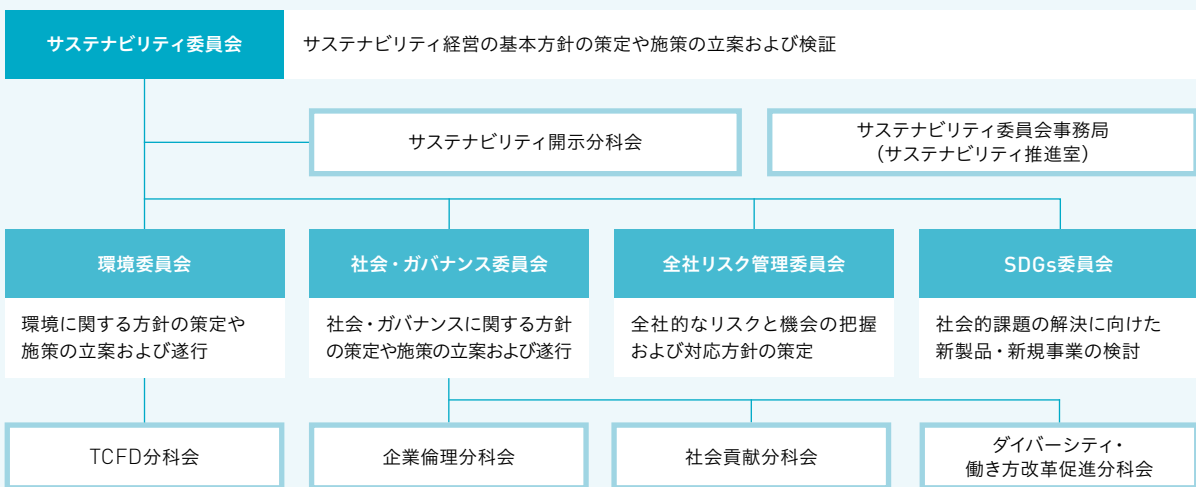 サステナビリティ委員会
サステナビリティ経営の基本方針の策定や施策の立案および検証
サステナビリティ開示分科会
サステナビリティ委員会事務局
（サステナビリティ推進室）
環境委員会
環境に関する方針の策定や
施策の立案および遂行
社会・ガバナンス委員会
社会・ガバナンスに関する方針
の策定や施策の立案および遂行
全社リスク管理委員会
全社的なリスクと機会の把握
および対応方針の策定
SDGs委員会
社会的課題の解決に向けた
新製品・新規事業の検討
TCFD分科会
企業倫理分科会
社会貢献分科会
ダイバーシティ・
働き方改革促進分科会